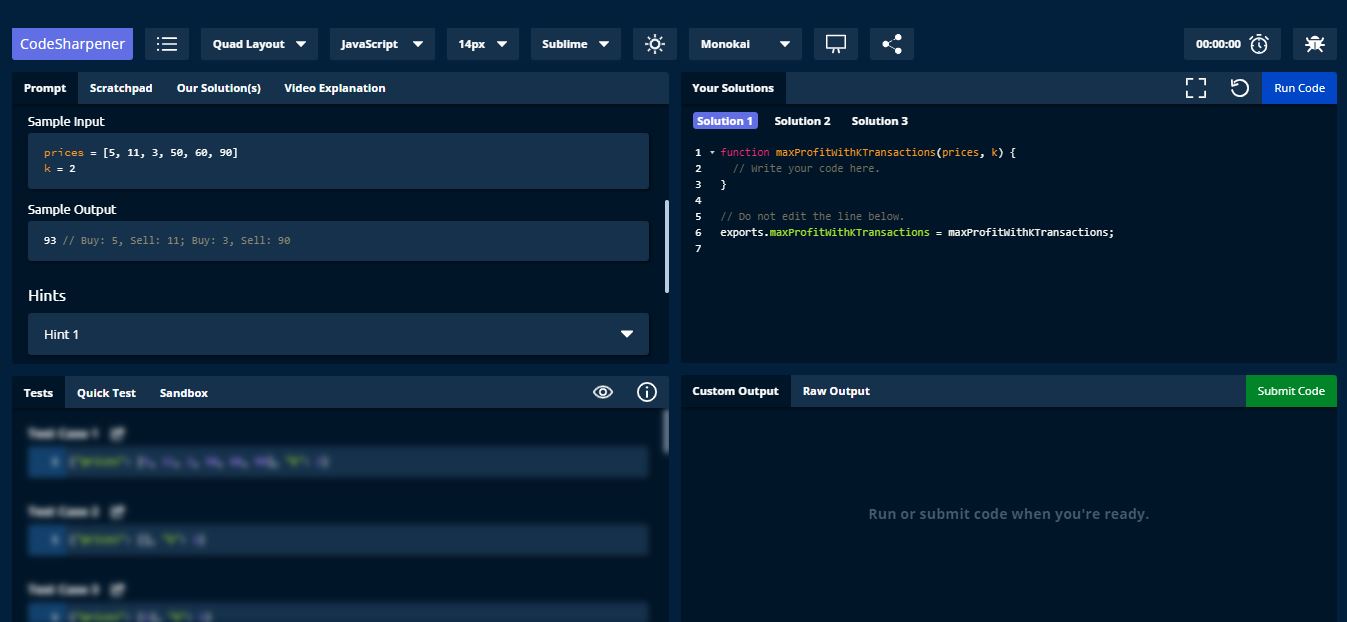 CodeSharpener Quad Layout JavaScript 14px Sublime Monokai 00:00:00
Prompt Scratchpad Our Solution(s) Video Explanation
Sample Input
prices = [5, 11, 3, 50, 60, 90]
k = 2
Sample Output
93 // Buy: 5, Sell: 11; Buy: 3, Sell: 90
Hints
Hint 1
Your Solutions Run Code
Solution 1 Solution 2 Solution 3
1 function maxProfitWithKTransactions(prices, k) {
2 // Write your code here.
3 }
4
5 // Do not edit the line below.
6 exports.maxProfitWithKTransactions = maxProfitWithKTransactions;
7
Tests Quick Test Sandbox
Test Case 1
Test Case 2
Test Case 3
Custom Output Raw Output Submit Code
Run or submit code when you're ready.